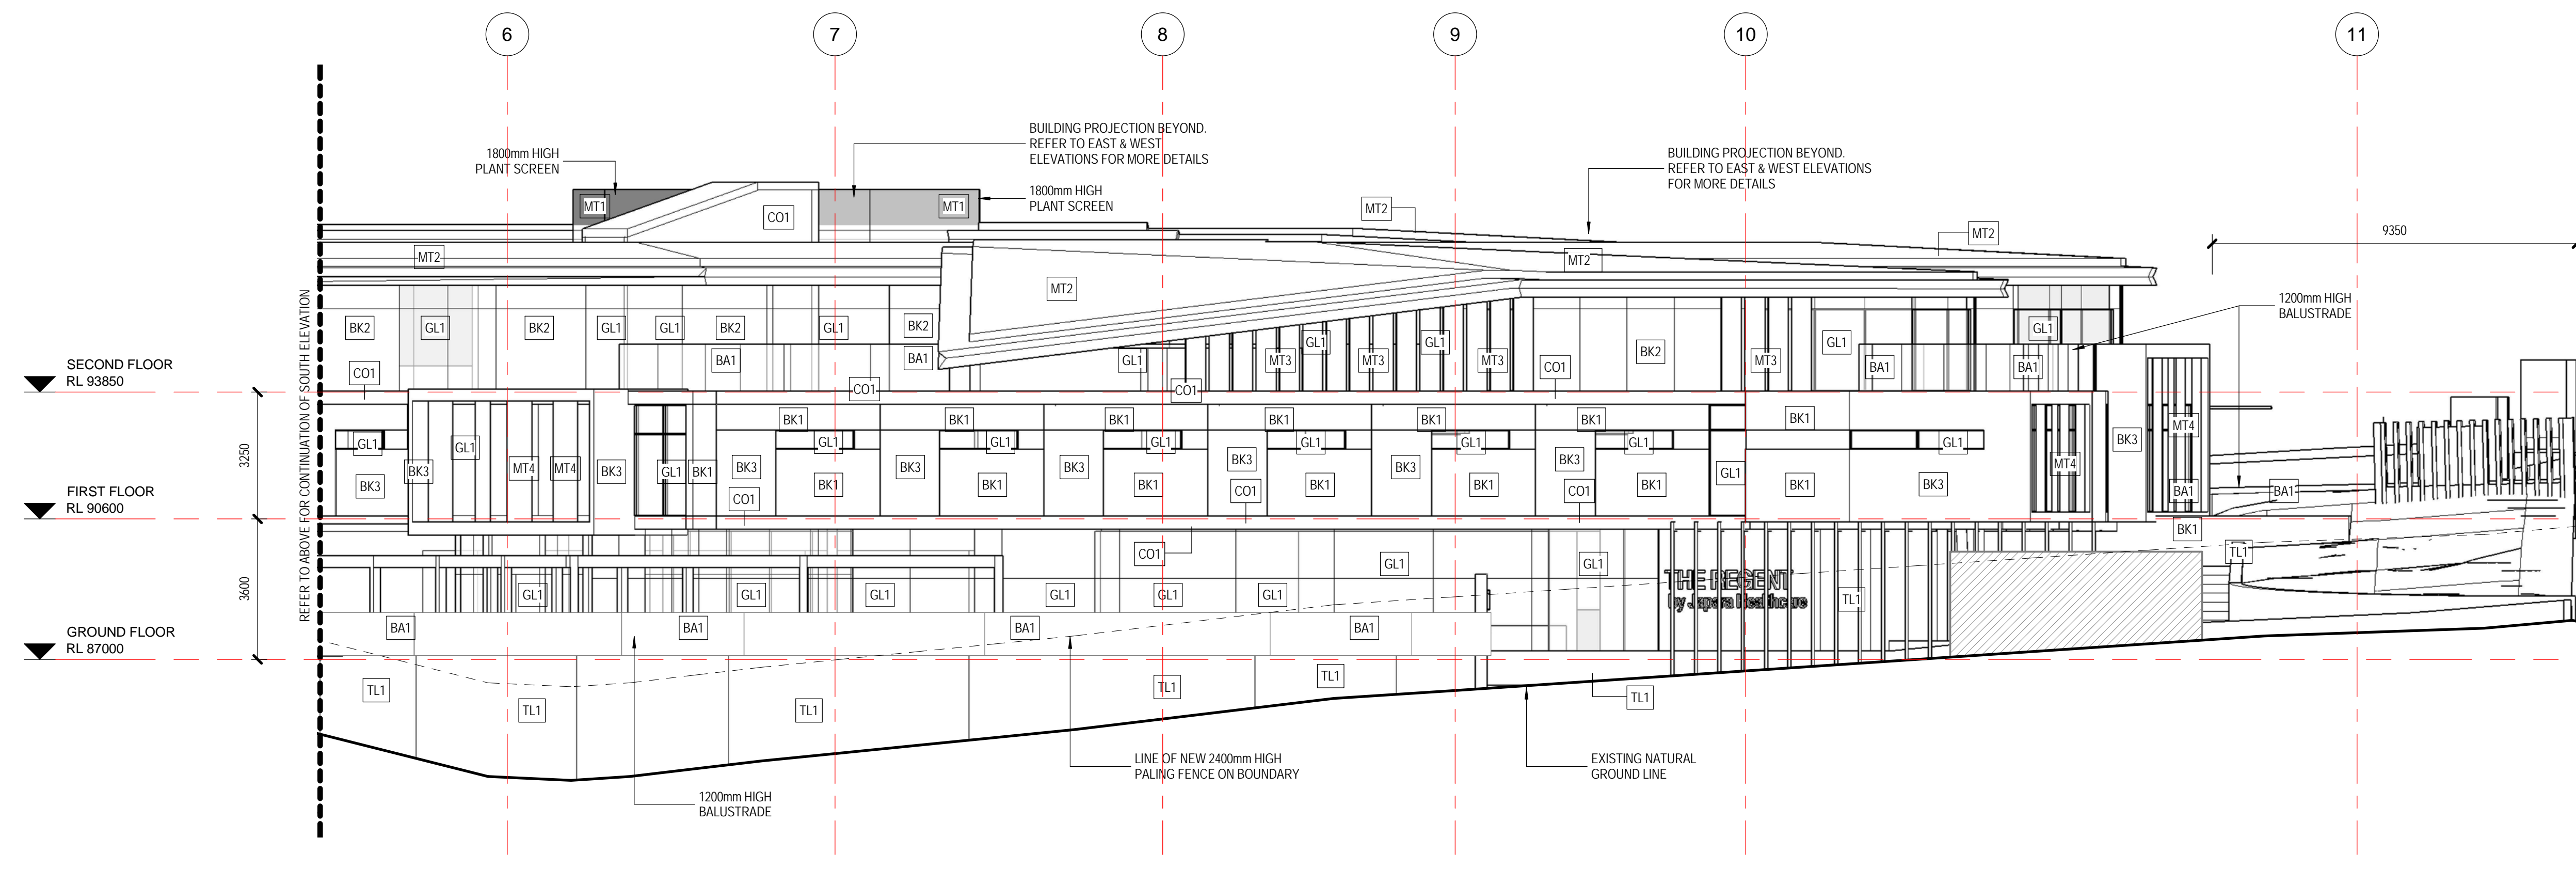 6
7
8
9
10
11
BUILDING PROJECTION BEYOND.
REFER TO EAST & WEST
ELEVATIONS FOR MORE DETAILS
1800mm HIGH
PLANT SCREEN
BUILDING PROJECTION BEYOND.
REFER TO EAST & WEST ELEVATIONS
FOR MORE DETAILS
1800mm HIGH
PLANT SCREEN
MT1
CO1
MT1
MT2
MT2
9350
MT2
MT2
MT2
1200mm HIGH
BALUSTRADE
REFER TO ABOVE FOR CONTINUATION OF SOUTH ELEVATION
BK2
GL1
BK2
GL1
GL1
BK2
GL1
BK2
GL1
GL1
GL1
GL1
BA1
BA1
GL1
MT3
MT3
MT3
BK2
MT3
BA1
BA1
SECOND FLOOR
RL 93850
CO1
CO1
CO1
CO1
BK1
BK1
BK1
BK1
BK1
BK1
BK1
MT4
3250
GL1
GL1
GL1
GL1
GL1
GL1
GL1
GL1
GL1
BK3
BK3
GL1
MT4
MT4
BK3
GL1
BK1
BK3
BK3
BK3
BK3
BK3
BK3
GL1
MT4
BK3
BK1
BK1
BK1
BK1
BK1
BK1
BK1
BK3
BA1
BA1
CO1
CO1
CO1
FIRST FLOOR
RL 90600
BK1
TL1
CO1
GL1
GL1
3600
GL1
GL1
GL1
GL1
GL1
GL1
THE REGENT
by Japara Healthcare
TL1
BA1
BA1
BA1
BA1
GROUND FLOOR
RL 87000
TL1
TL1
TL1
TL1
TL1
TL1
LINE OF NEW 2400mm HIGH
PALING FENCE ON BOUNDARY
EXISTING NATURAL
GROUND LINE
1200mm HIGH
BALUSTRADE